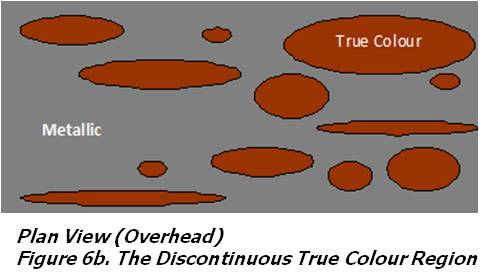 True Colour
Metallic
Plan View (Overhead)
Figure 6b. The Discontinuous True Colour Region